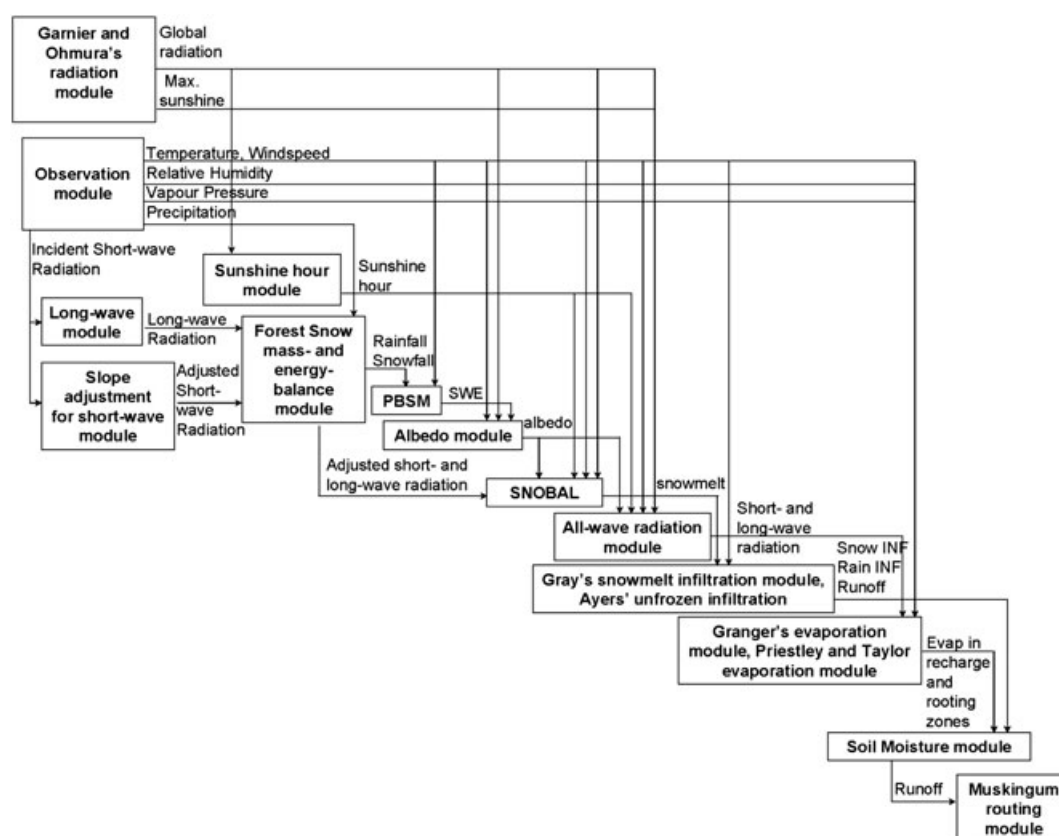 Garnier and
Ohmura's
radiation
module
Global
radiation
Max.
sunshine
Observation
module
Temperature, Windspeed
Relative Humidity
Vapour Pressure
Precipitation
Incident Short-wave
Radiation
Sunshine hour
module
Sunshine
hour
Long-wave
module
Long-wave
Radiation
Forest Snow
mass- and
energy-
balance
module
Rainfall
Snowfall
Slope
adjustment
for short-wave
module
Adjusted
Short-
wave
Radiation
PBSM
SWE
Albedo module
albedo
Adjusted short- and
long-wave radiation
SNOBAL
snowmelt
All-wave radiation
module
Short- and
long-wave
radiation
Snow INF
Rain INF
Runoff
Gray's snowmelt infiltration module,
Ayers' unfrozen infiltration
Granger's evaporation
module, Priestley and Taylor
evaporation module
Evap in
recharge
and
rooting
zones
Soil Moisture module
Runoff
Muskingum
routing
module